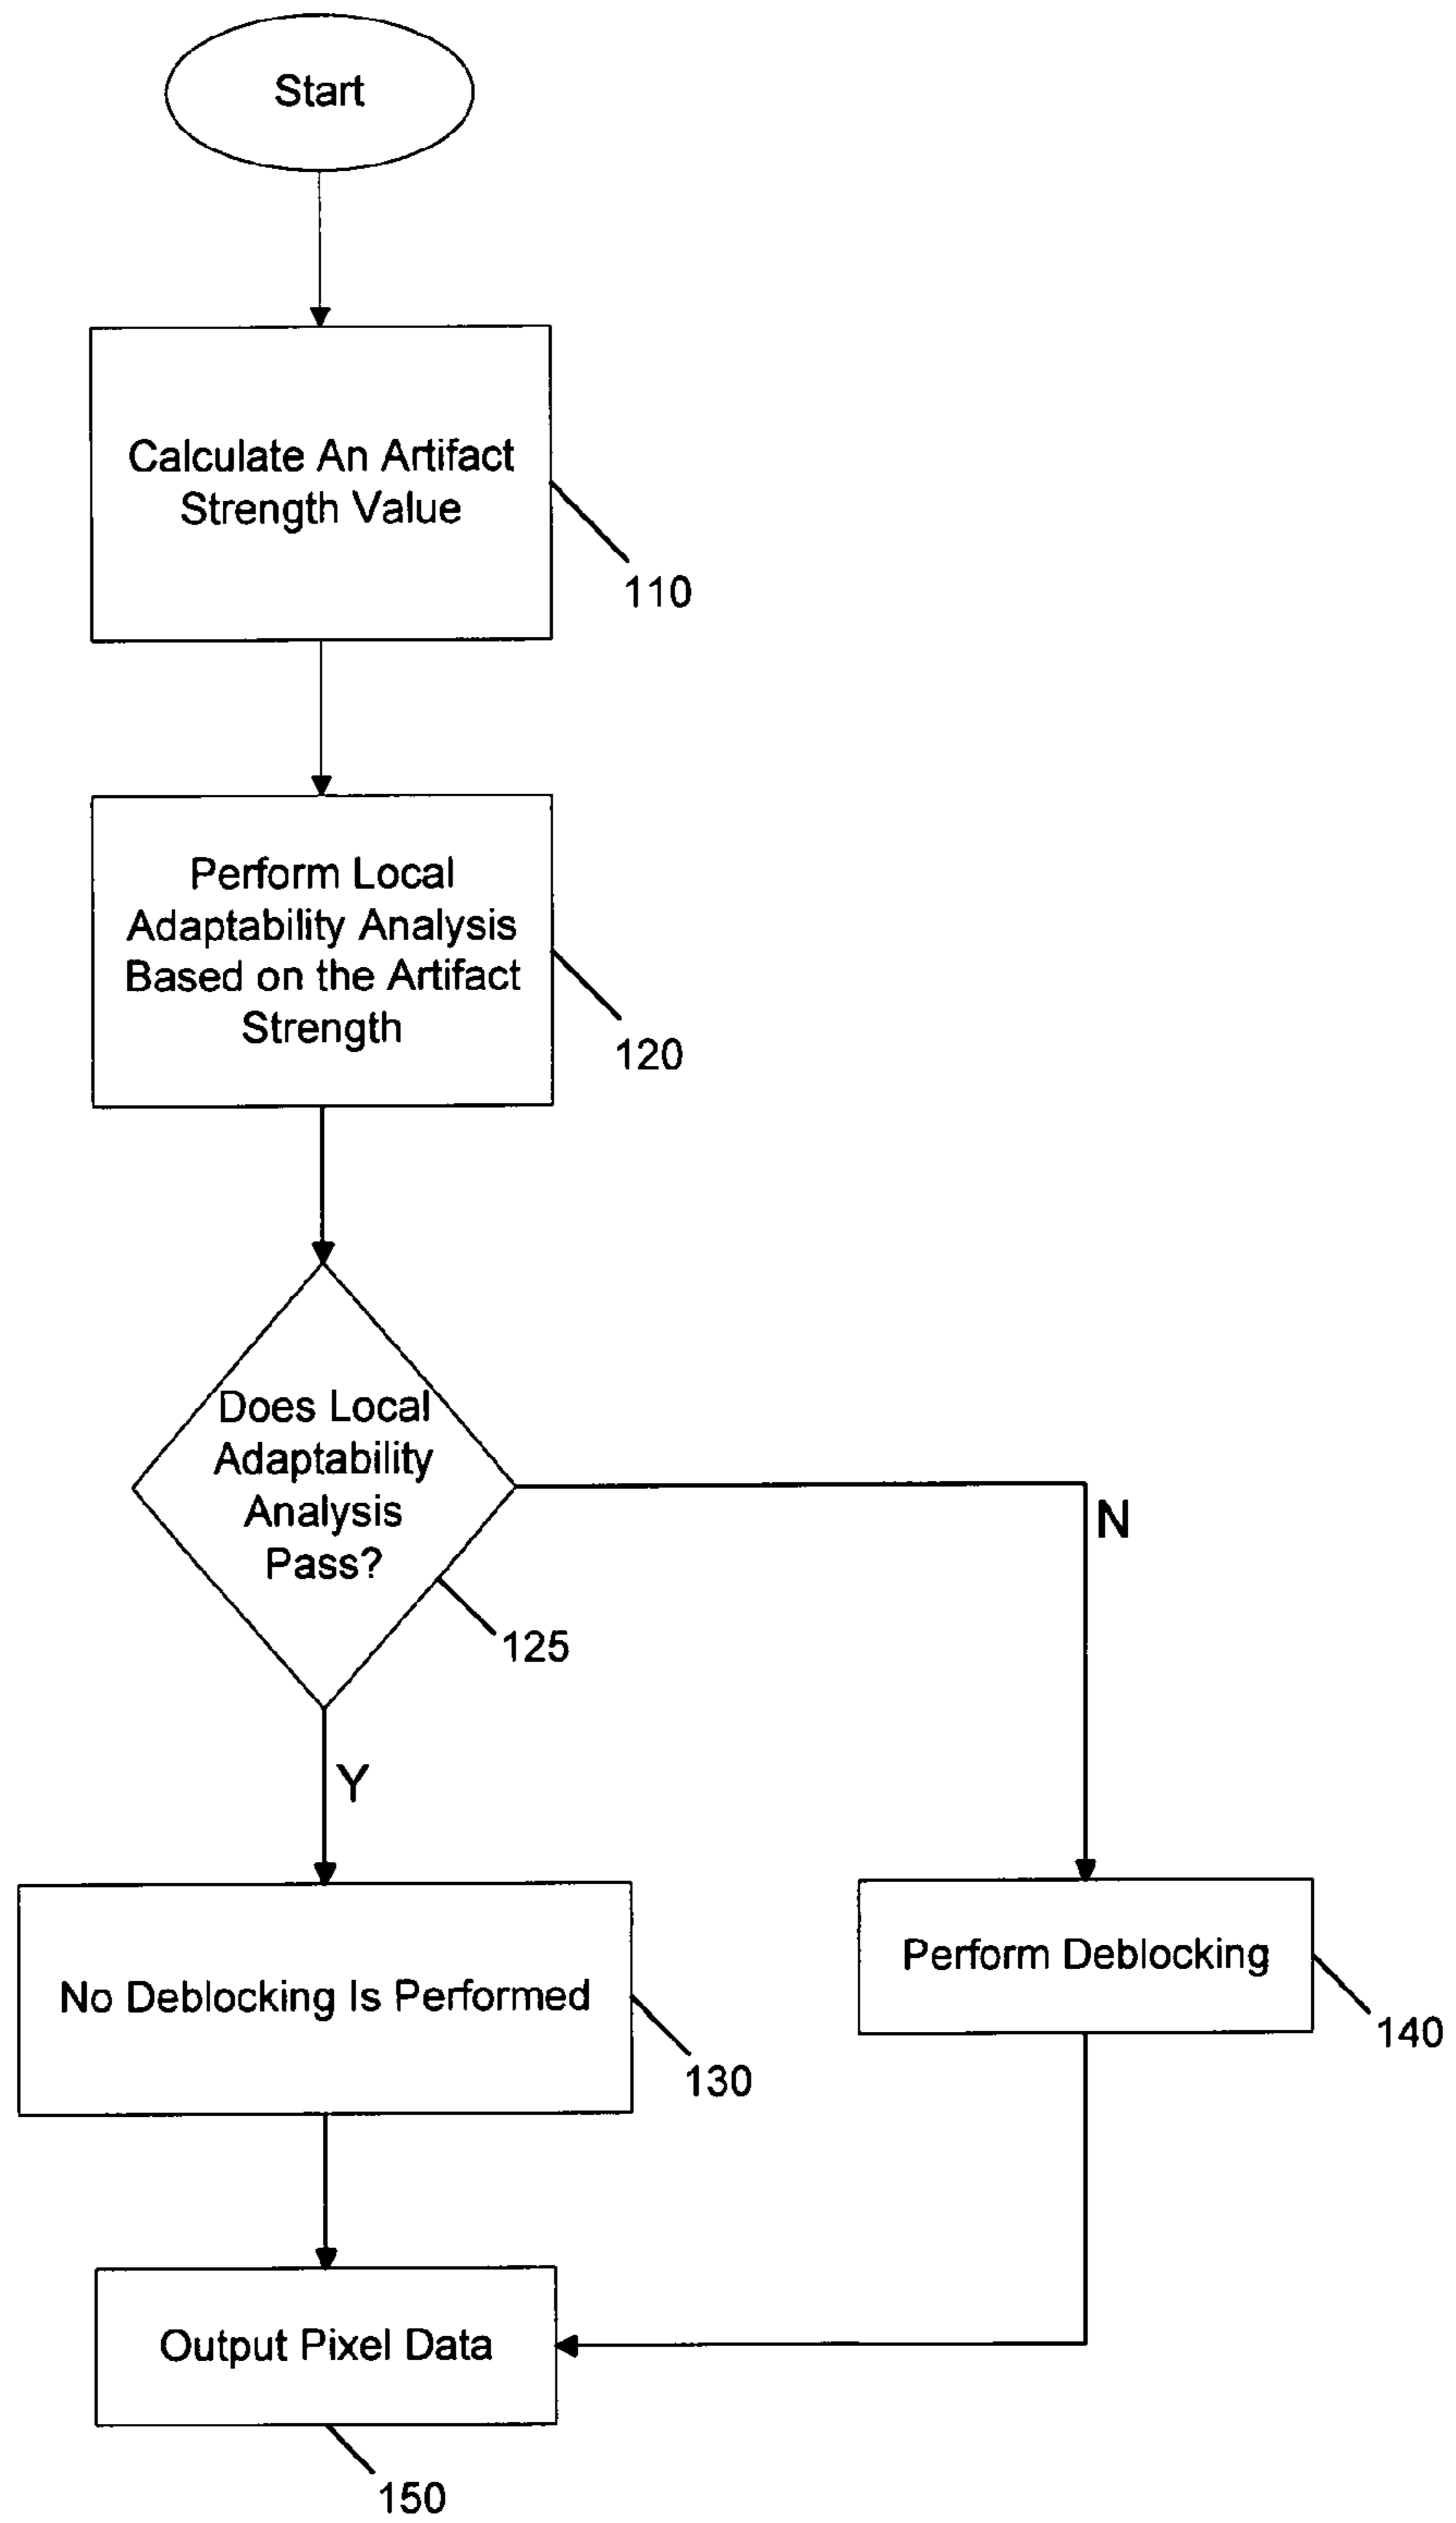 Start
Calculate An Artifact
Strength Value
110
Perform Local
Adaptability Analysis
Based on the Artifact
Strength
120
Does Local
Adaptability
Analysis
Pass?
125
N
Y
No Deblocking Is Performed
130
Perform Deblocking
140
Output Pixel Data
150